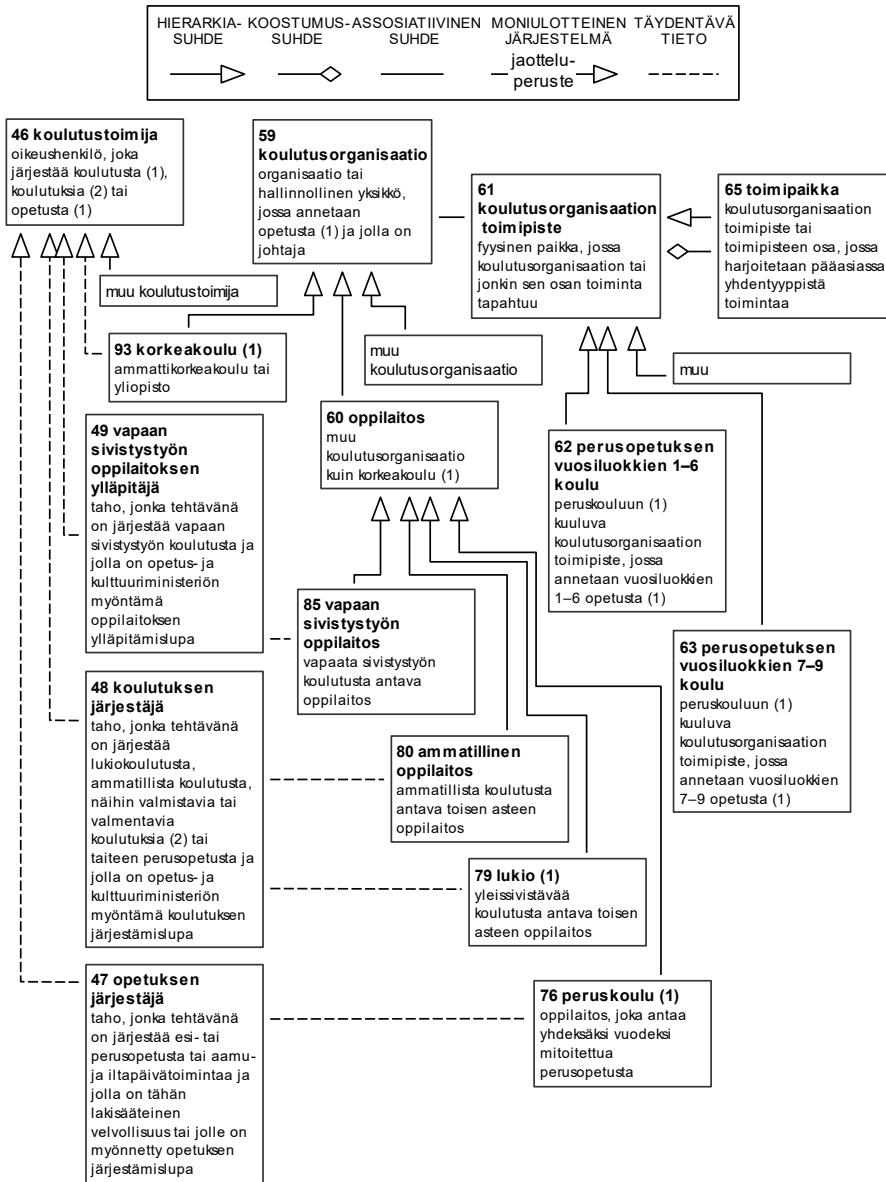 HIERARKIA-
SUHDE
KOOSTUMUS-
SUHDE
ASSOSIATIIVINEN
SUHDE
MONIULOTTEINEN
JÄRJESTELMÄ
jaottelu-
peruste
TÄYDENTÄVÄ
TIETO
46 koulutustoimija
oikeushenkilö, joka
järjestää koulutusta (1),
koulutuksia (2) tai
opetusta (1)
59
koulutusorganisaatio
organisaatio tai
hallinnollinen yksikkö,
jossa annetaan
opetusta (1) ja jolla on
johtaja
61
koulutusorganisaation
toimipiste
fyysinen paikka, jossa
koulutusorganisaation tai
jonkin sen osan toiminta
tapahtuu
65 toimipaikka
koulutusorganisaation
toimipiste tai
toimipisteen osa, jossa
harjoitetaan pääasiassa
yhdentyyppistä
toimintaa
muu koulutustoimija
93 korkeakoulu (1)
ammattikorkeakoulu tai
yliopisto
muu
koulutusorganisaatio
muu
49 vapaan
sivistystyön
oppilaitoksen
ylläpitäjä
taho, jonka tehtävänä
on järjestää vapaan
sivistystyön koulutusta ja
jolla on opetus- ja
kulttuuriministeriön
myöntämä
oppilaitoksen
ylläpitämislupa
60 oppilaitos
muu
koulutusorganisaatio
kuin korkeakoulu (1)
62 perusopetuksen
vuosiluokkien 1–6
koulu
peruskouluun (1)
kuuluva
koulutusorganisaation
toimipiste, jossa
annetaan vuosiluokkien
1–6 opetusta (1)
85 vapaan
sivistystyön
oppilaitos
vapaata sivistystyön
koulutusta antava
oppilaitos
63 perusopetuksen
vuosiluokkien 7–9
koulu
peruskouluun (1)
kuuluva
koulutusorganisaation
toimipiste, jossa
annetaan vuosiluokkien
7–9 opetusta (1)
48 koulutuksen
järjestäjä
taho, jonka tehtävänä
on järjestää
lukiokoulutusta,
ammatillista koulutusta,
näihin valmistavia tai
valmentavia
koulutuksia (2) tai
taiteen perusopetusta ja
jolla on opetus- ja
kulttuuriministeriön
myöntämä koulutuksen
järjestämislupa
80 ammatillinen
oppilaitos
ammatillista koulutusta
antava toisen asteen
oppilaitos
79 lukio (1)
yleissivistävää
koulutusta antava toisen
asteen oppilaitos
47 opetuksen
järjestäjä
taho, jonka tehtävänä
on järjestää esi- tai
perusopetusta tai aamu-
ja iltapäivätoimintaa ja
jolla on tähän
lakisääteinen
velvollisuus tai jolle on
myönnetty opetuksen
järjestämislupa
76 peruskoulu (1)
oppilaitos, joka antaa
yhdeksäksi vuodeksi
mitoitettua
perusopetusta